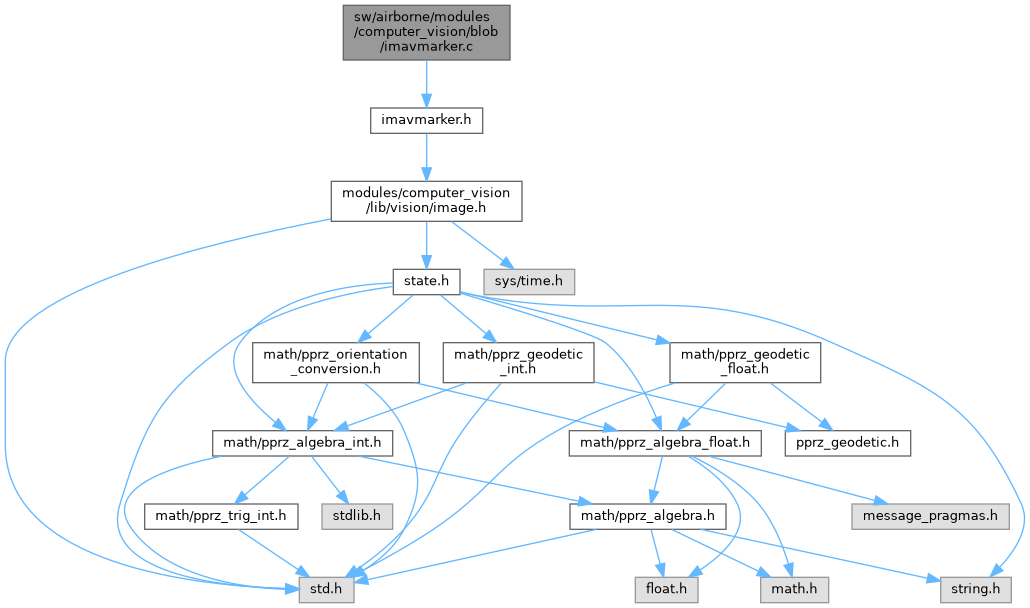 sw/airborne/modules
/computer_vision/blob
/imavmarker.c
imavmarker.h
modules/computer_vision
/lib/vision/image.h
state.h
sys/time.h
math/pprz_orientation
_conversion.h
math/pprz_geodetic
_int.h
math/pprz_geodetic
_float.h
math/pprz_algebra_int.h
math/pprz_algebra_float.h
pprz_geodetic.h
math/pprz_trig_int.h
stdlib.h
math/pprz_algebra.h
message_pragmas.h
std.h
float.h
math.h
string.h